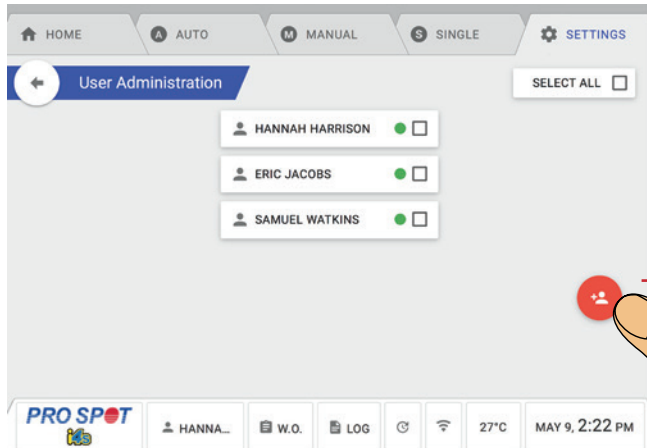 HOME
A AUTO
M MANUAL
S SINGLE
SETTINGS
User Administration
SELECT ALL
HANNAH HARRISON
ERIC JACOBS
SAMUEL WATKINS
PRO SPOT
i4s
HANNA...
W.O.
LOG
27°C
MAY 9, 2:22 PM